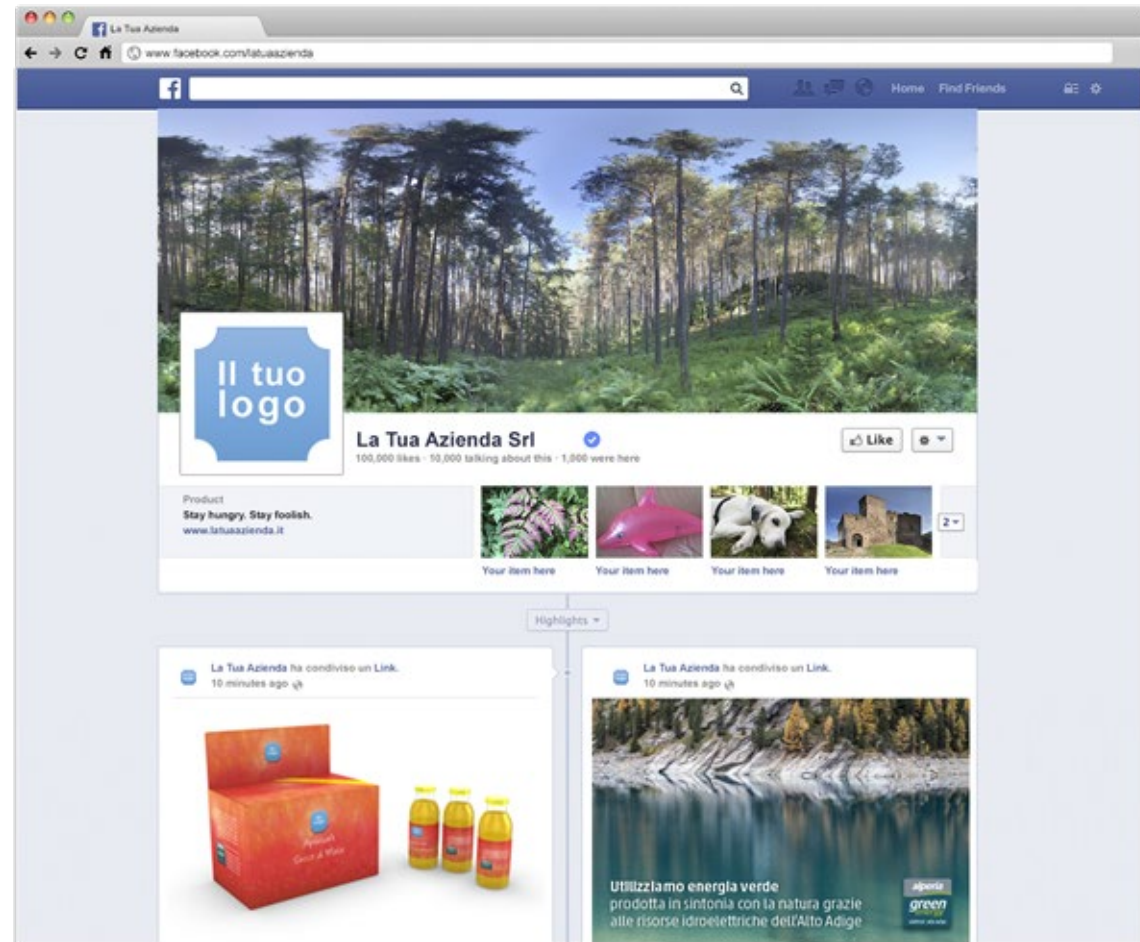 La Tua Azienda
www.facebook.com/latuaazienda
f
Home Find Friends
Il tuo
logo
La Tua Azienda Srl
Like
100,000 likes · 10,000 talking about this · 1,000 were here
Product
Stay hungry. Stay foolish.
www.latuaazienda.it
2
Your item here
Your item here
Your item here
Your item here
Highlights
La Tua Azienda ha condiviso un Link.
10 minutes ago
La Tua Azienda ha condiviso un Link.
10 minutes ago
Utilizziamo energia verde
prodotta in sintonia con la natura grazie
alle risorse idroelettriche dell'Alto Adige
alperia
green
energy